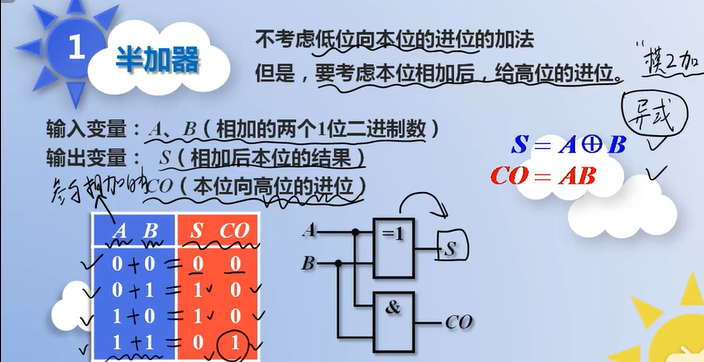 1 半加器
不考虑低位向本位的进位的加法
但是，要考虑本位相加后，给高位的进位。
"模2加
异或
输入变量：A、B（相加的两个1位二进制数）
输出变量： S（相加后本位的结果）
CO（本位向高位的进位）
参与相加的
S = A⊕B
CO = AB
A B S CO
0 + 0 = 0 0
0 + 1 = 1 0
1 + 0 = 1 0
1 + 1 = 0 1
A =1 S
B
& CO